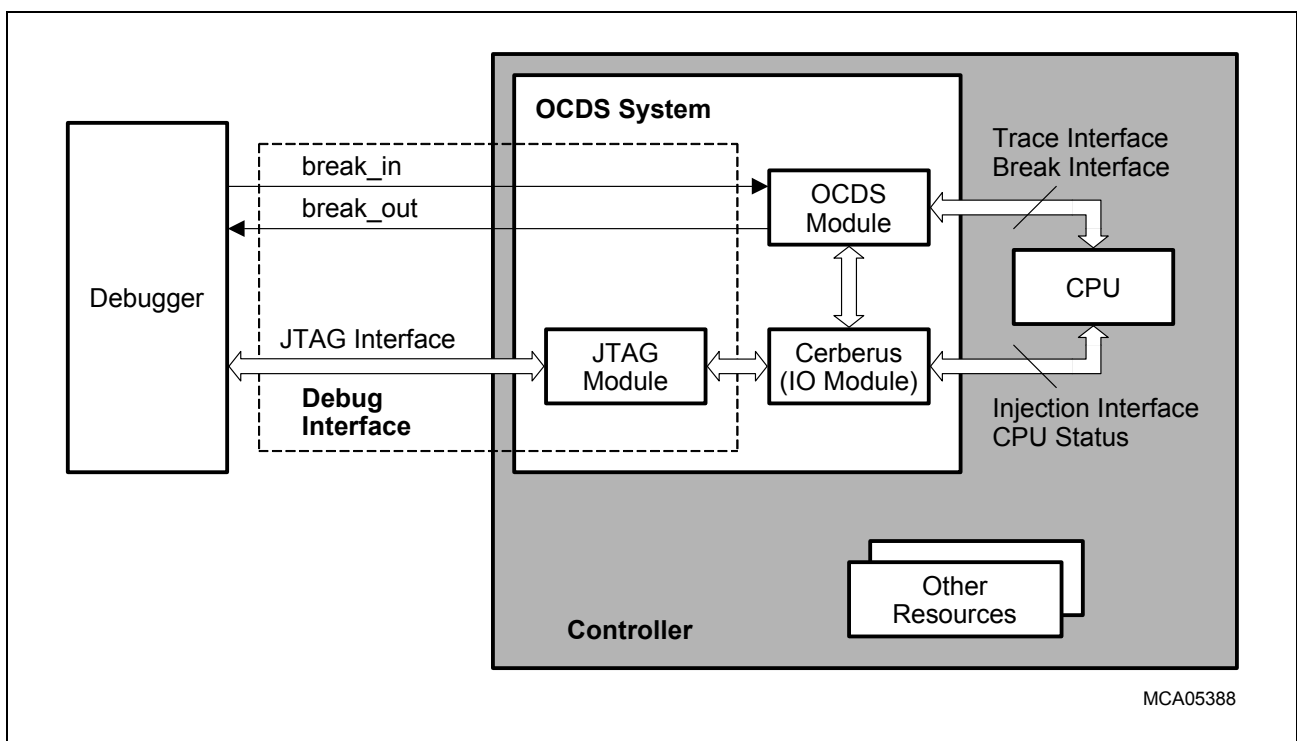 OCDS System
break_in
break_out
OCDS
Module
Trace Interface
Break Interface
Debugger
CPU
JTAG Interface
JTAG
Module
Cerberus
(IO Module)
Debug
Interface
Injection Interface
CPU Status
Other
Resources
Controller
MCA05388